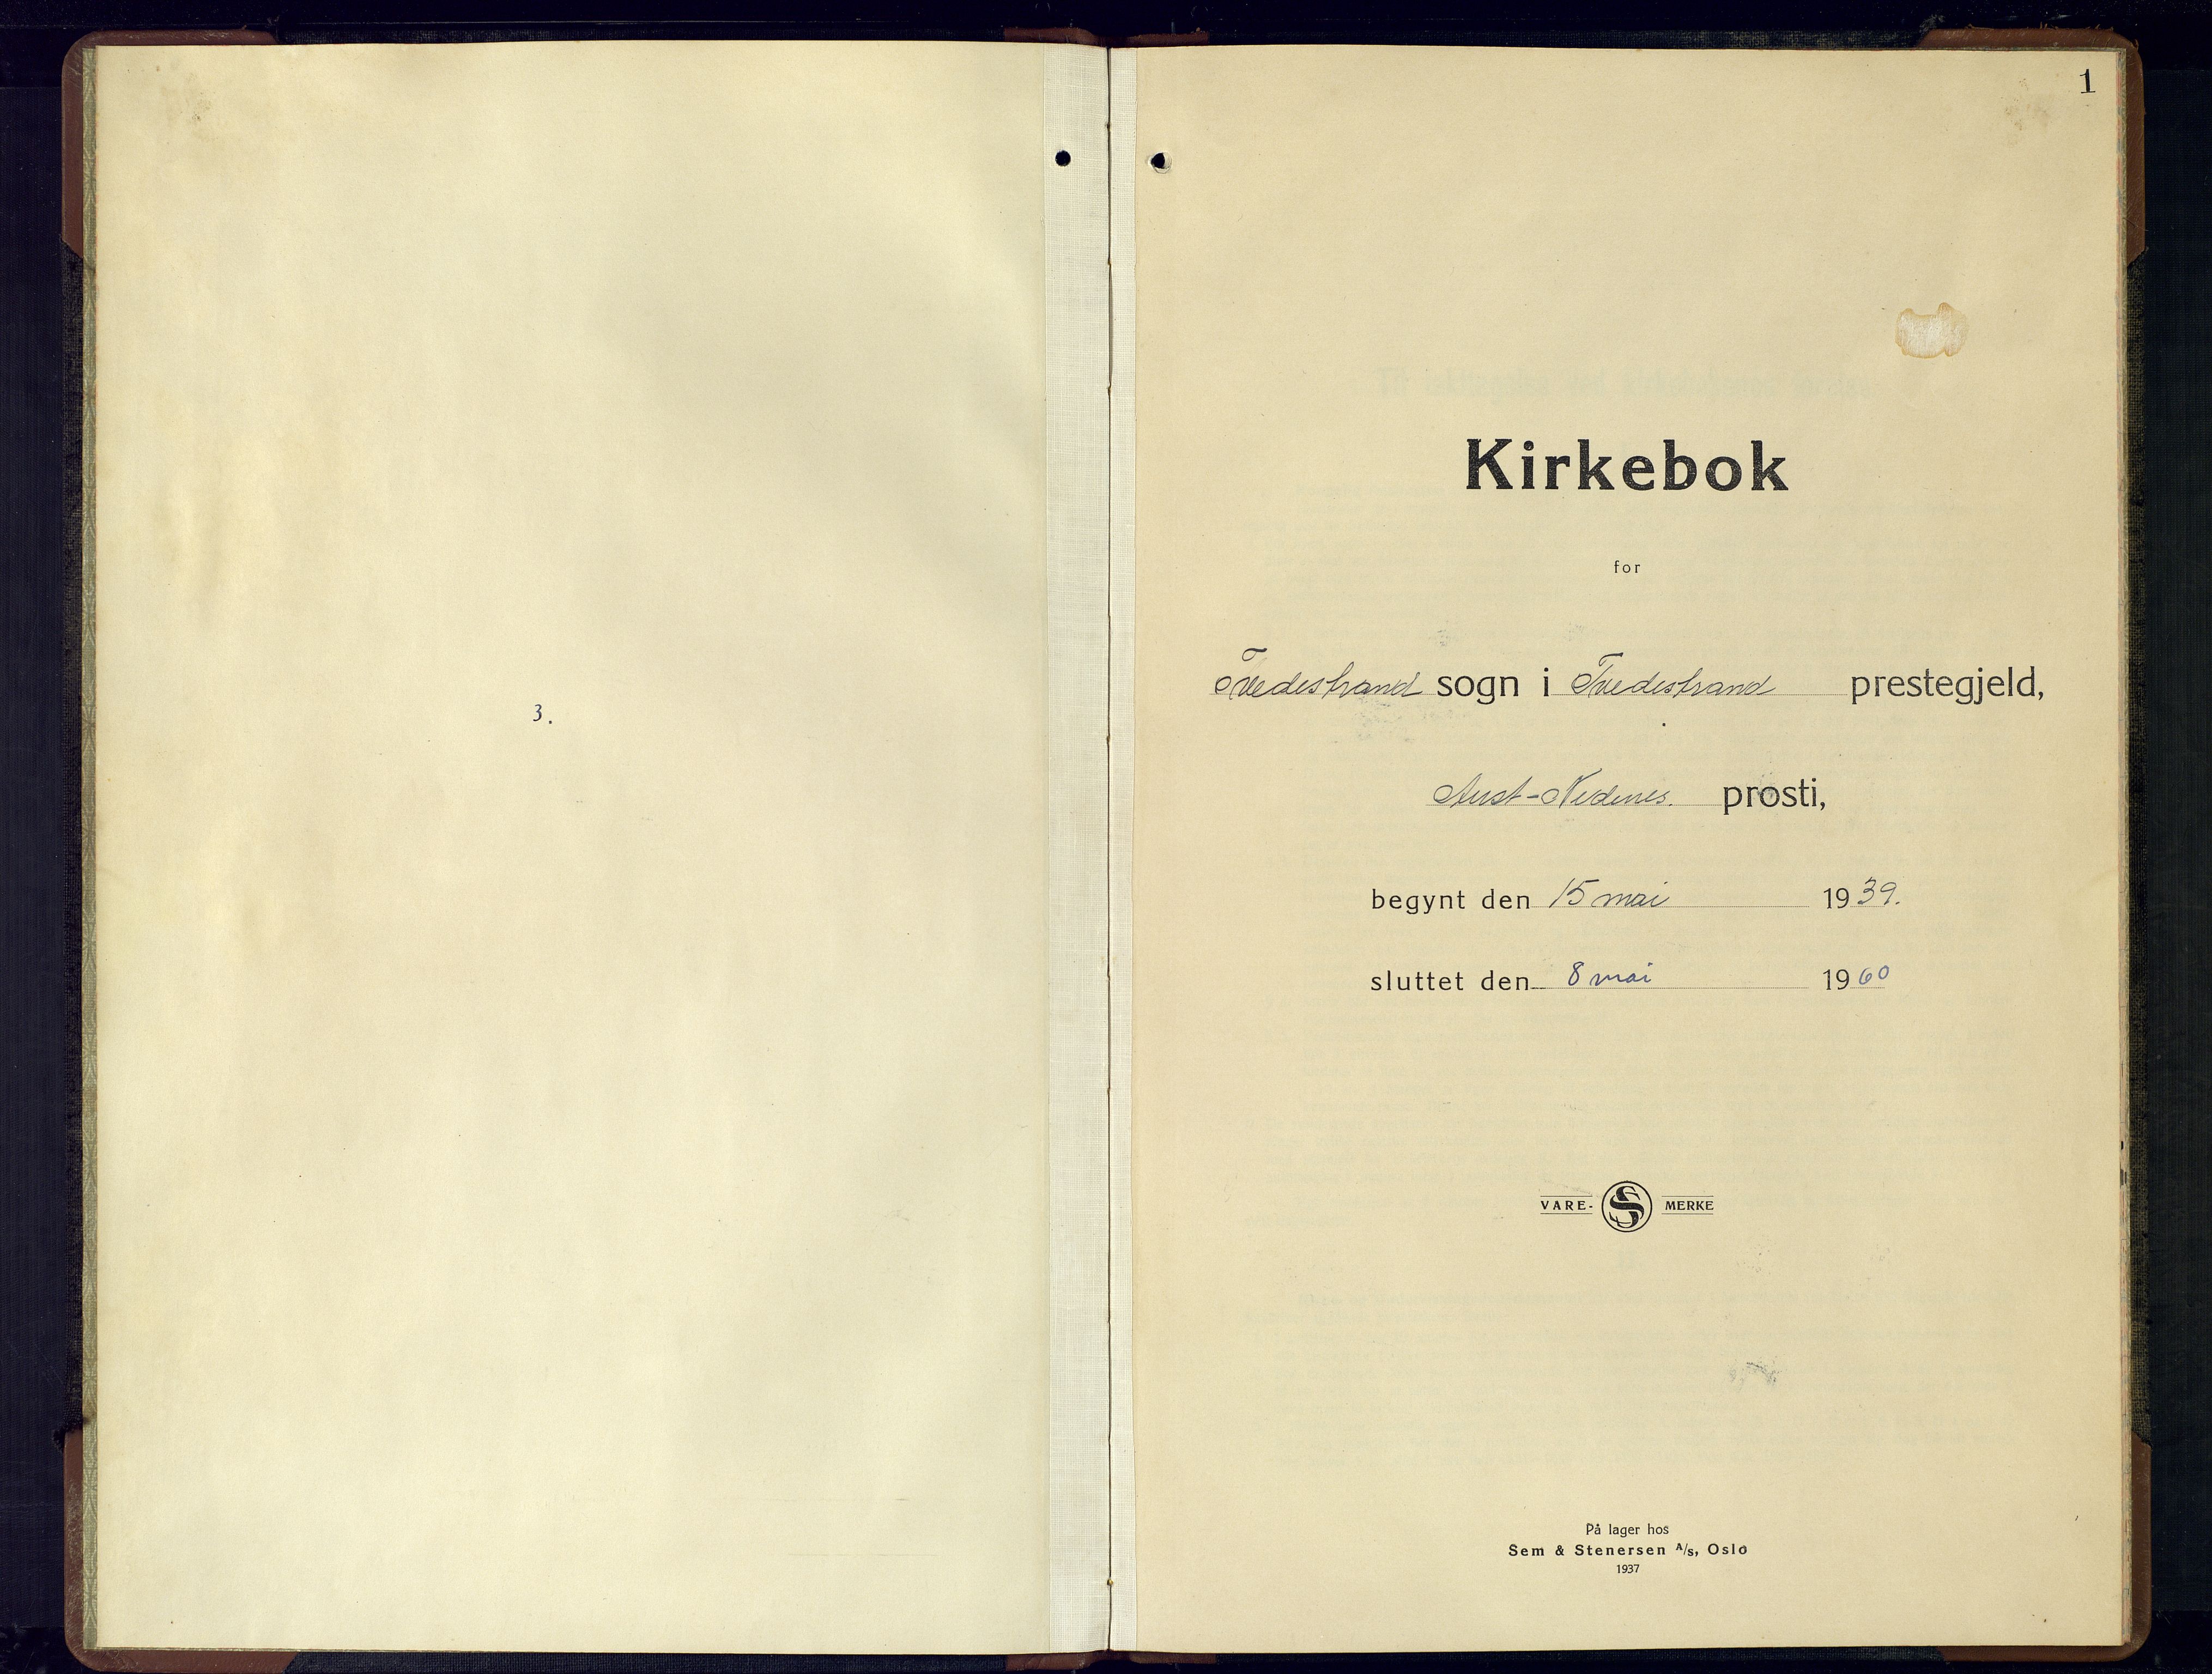 3.
1
Kirkebok
for
Tvedestrand sogn i Tvedestrand prestegjeld,
Aust-Nedenes. prosti,
begynt den 15 mai 1939.
sluttet den 8 mai 1960
VARE- SS MERKE
På lager hos
Sem & Stenersen A/s, Oslo
1937